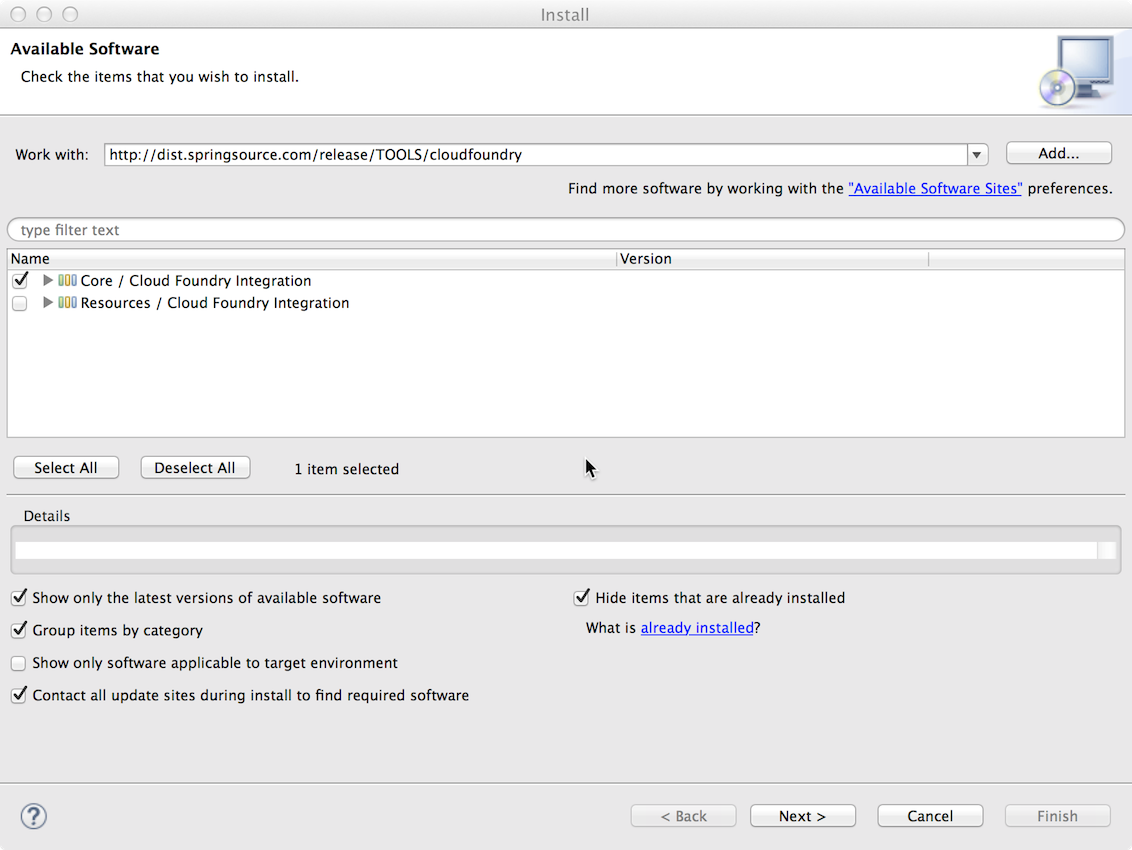 Install
Available Software
Check the items that you wish to install.
Work with: http://dist.springsource.com/release/TOOLS/cloudfoundry Add...
Find more software by working with the "Available Software Sites" preferences.
type filter text
Name Version
Core / Cloud Foundry Integration
Resources / Cloud Foundry Integration
Select All Deselect All 1 item selected
Details
Show only the latest versions of available software Hide items that are already installed
Group items by category What is already installed?
Show only software applicable to target environment
Contact all update sites during install to find required software
? < Back Next > Cancel Finish